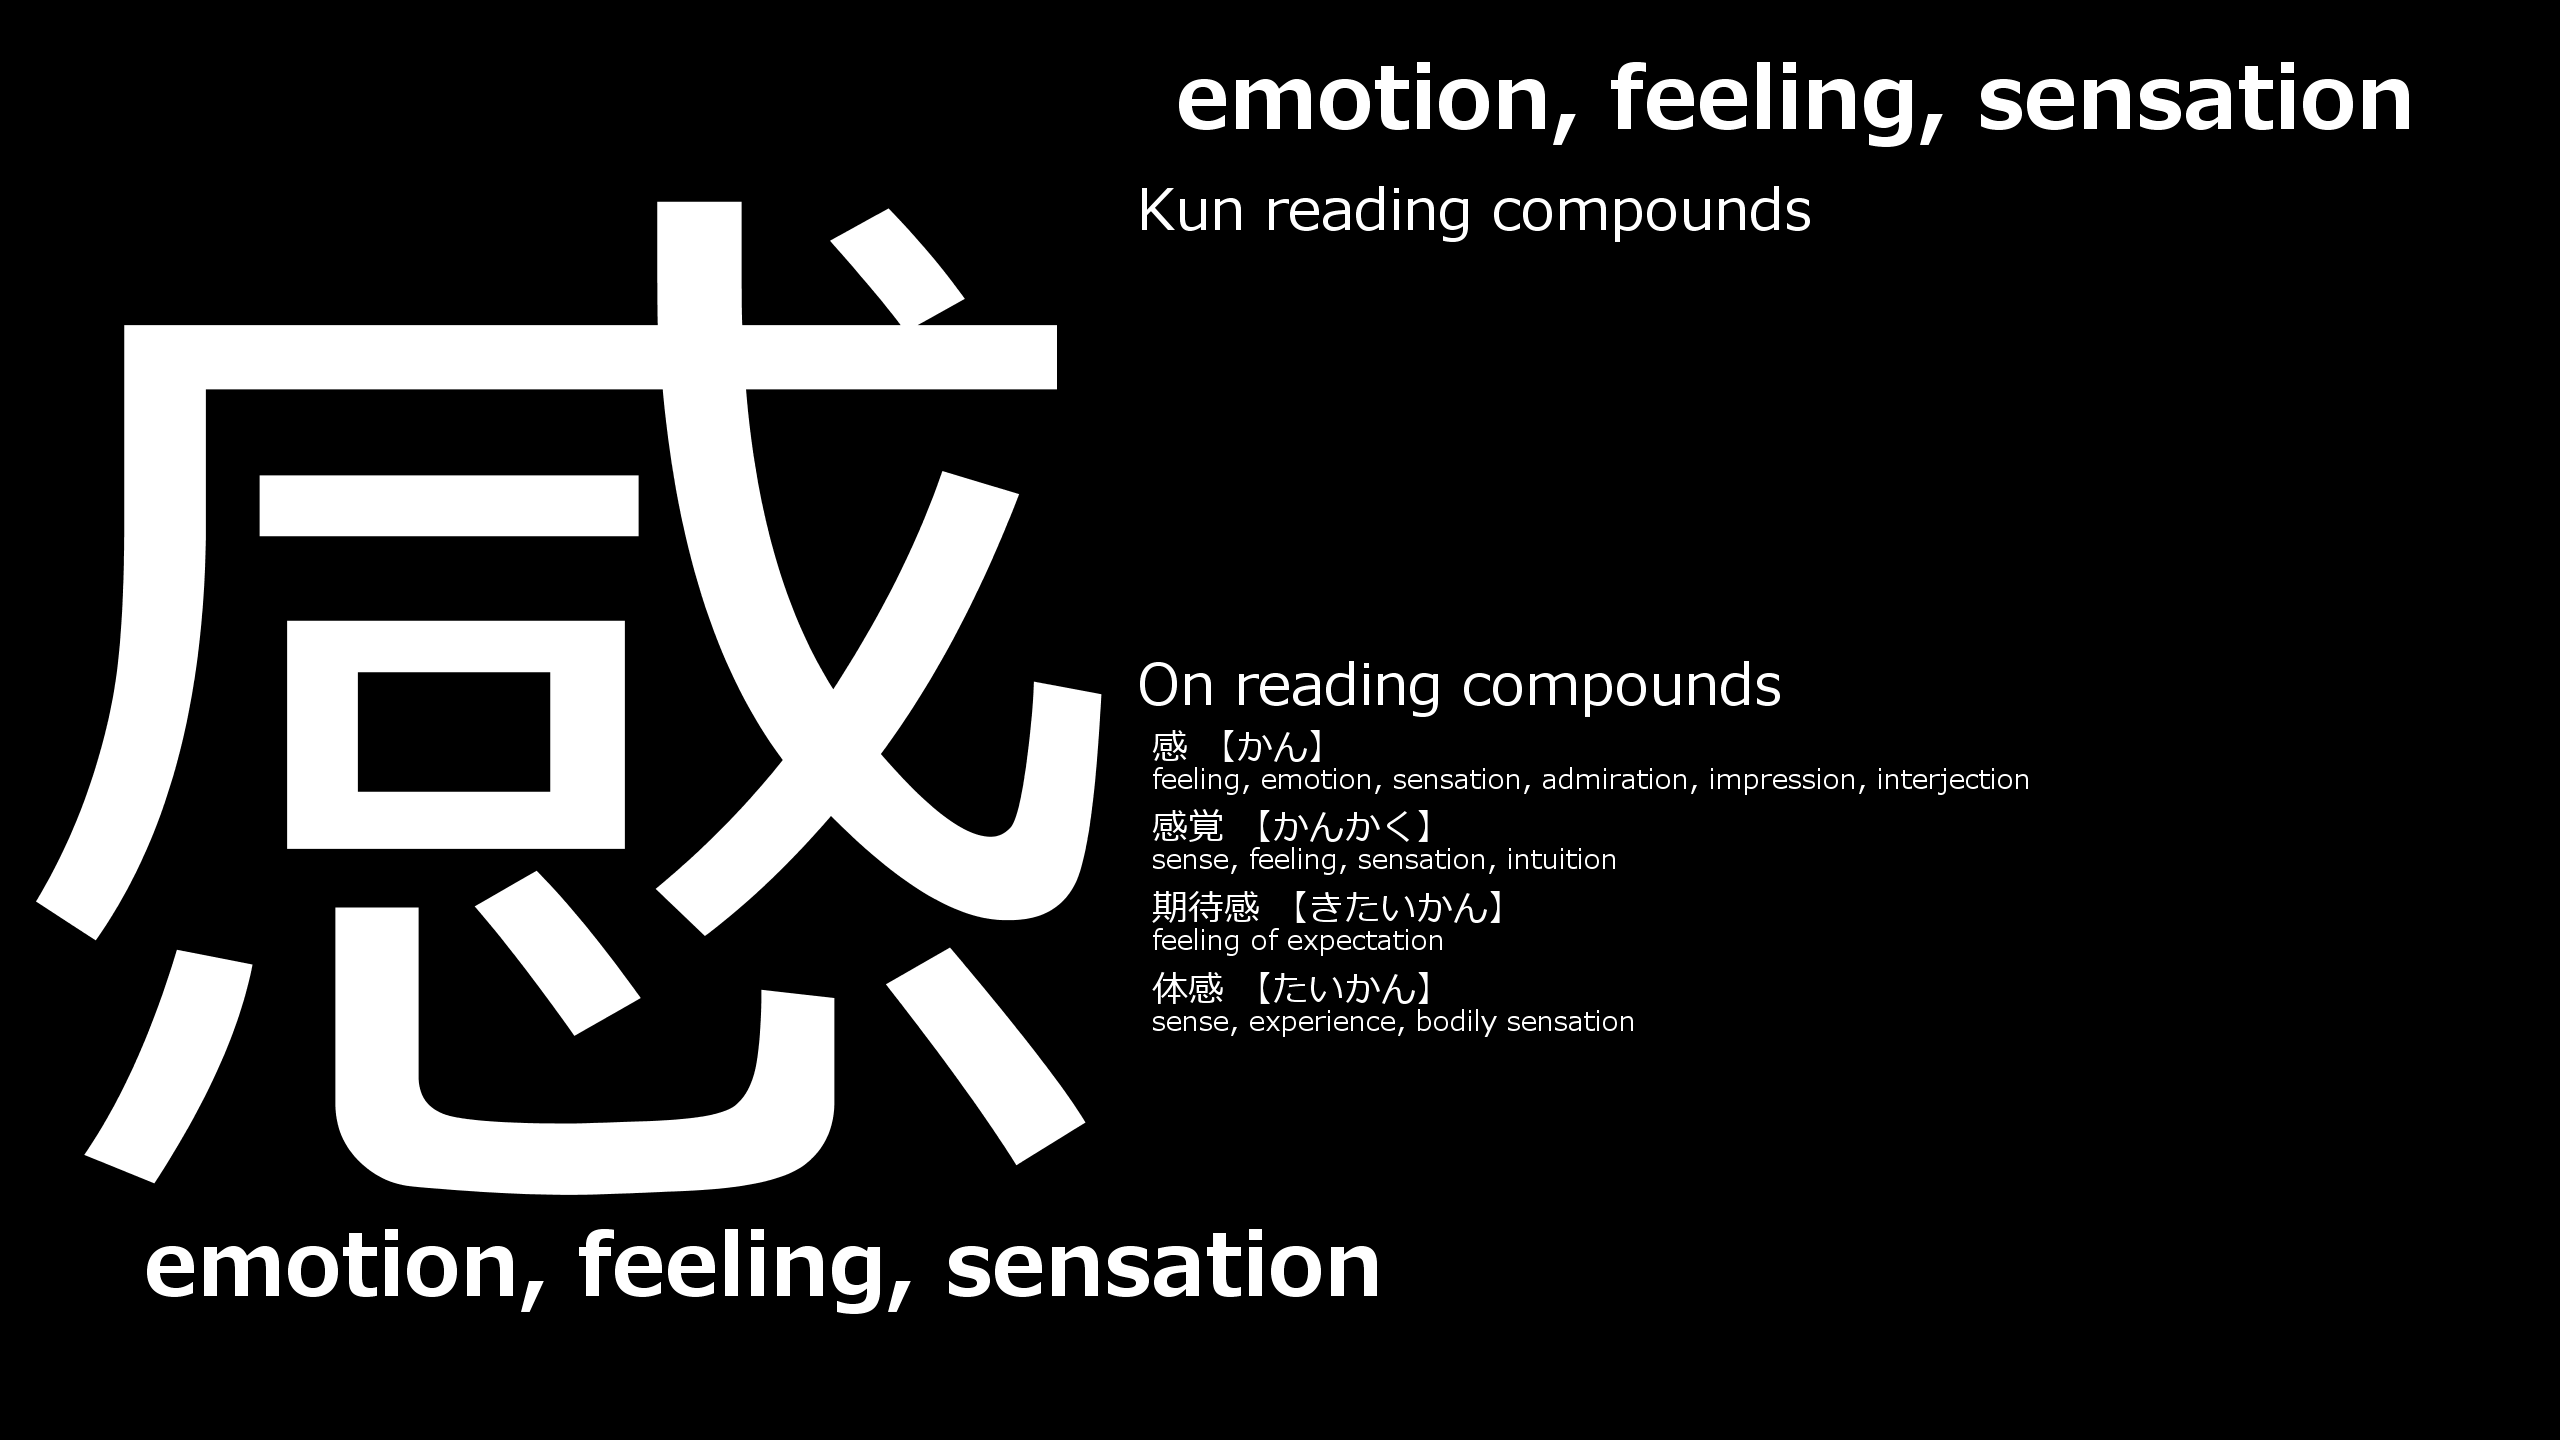 感
emotion, feeling, sensation
emotion, feeling, sensation
Kun reading compounds
On reading compounds
感 【かん】
feeling, emotion, sensation, admiration, impression, interjection
感覚 【かんかく】
sense, feeling, sensation, intuition
期待感 【きたいかん】
feeling of expectation
体感 【たいかん】
sense, experience, bodily sensation